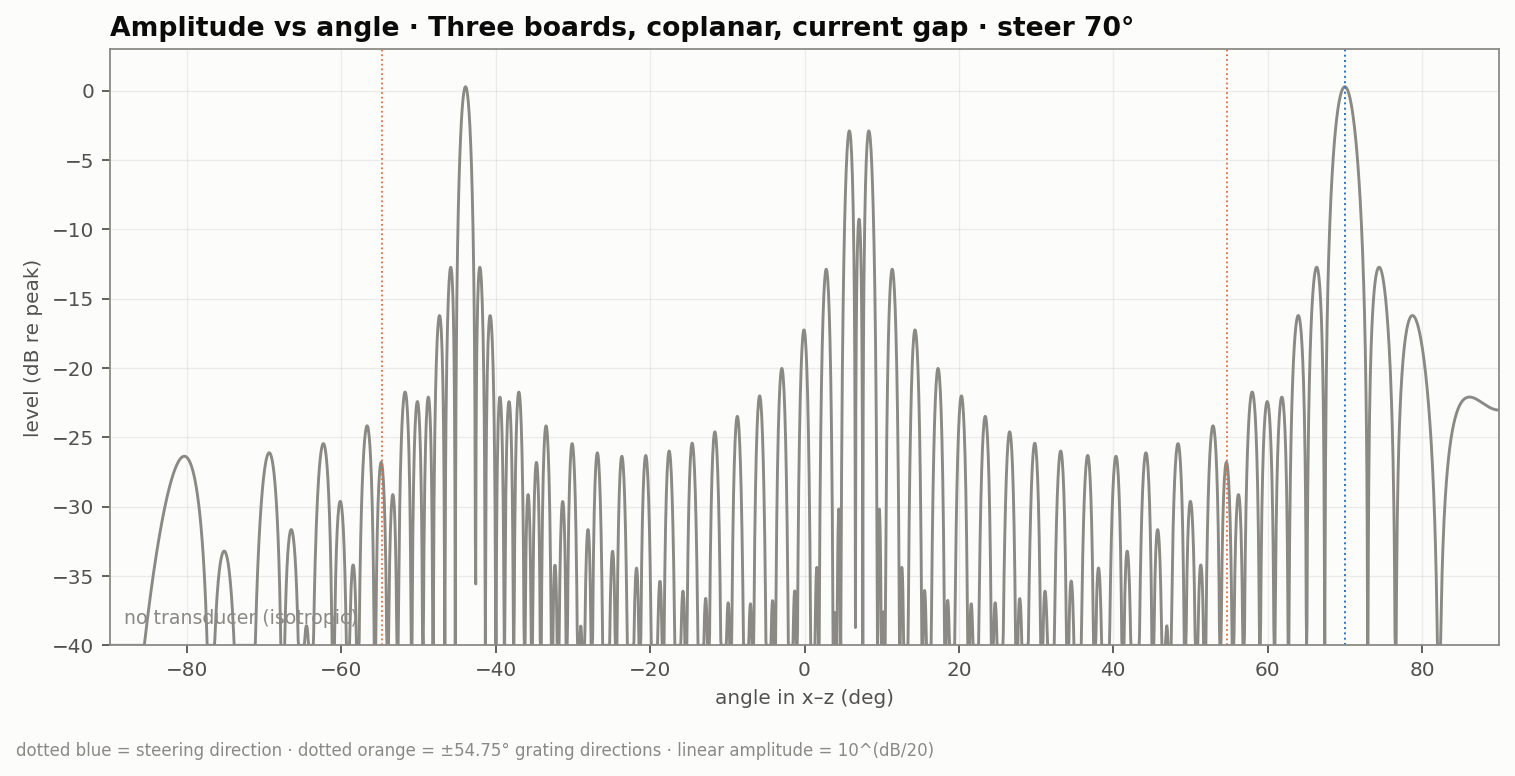 Amplitude vs angle · Three boards, coplanar, current gap · steer 70°
level (dB re peak)
0
−5
−10
−15
−20
−25
−30
−35
−40
no transducer (isotropic)
−80 −60 −40 −20 0 20 40 60 80
angle in x–z (deg)
dotted blue = steering direction · dotted orange = ±54.75° grating directions · linear amplitude = 10^(dB/20)